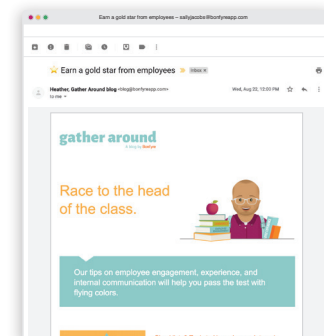 Earn a gold star from employees – sallyjacobs@bonfyreapp.com
Earn a gold star from employees
Inbox ×
Heather, Gather Around blog <blog@bonfyreapp.com>
Wed, Aug 23, 12:00 PM
to me
gather around
a blog by Bonfyre
Race to the head
of the class.
Our tips on employee engagement, experience, and
internal communication will help you pass the test with
flying colors.